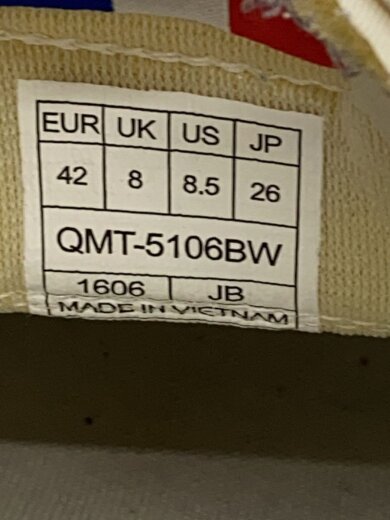 EUR UK US JP
42 8 8.5 26
QMT-5106BW
1606 JB
MADE IN VIETNAM